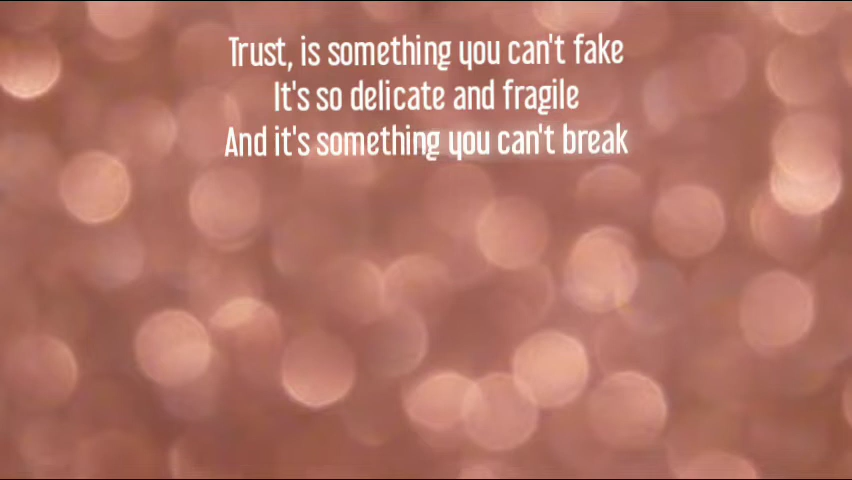 Trust, is something you can't fake
It's so delicate and fragile
And it's something you can't break